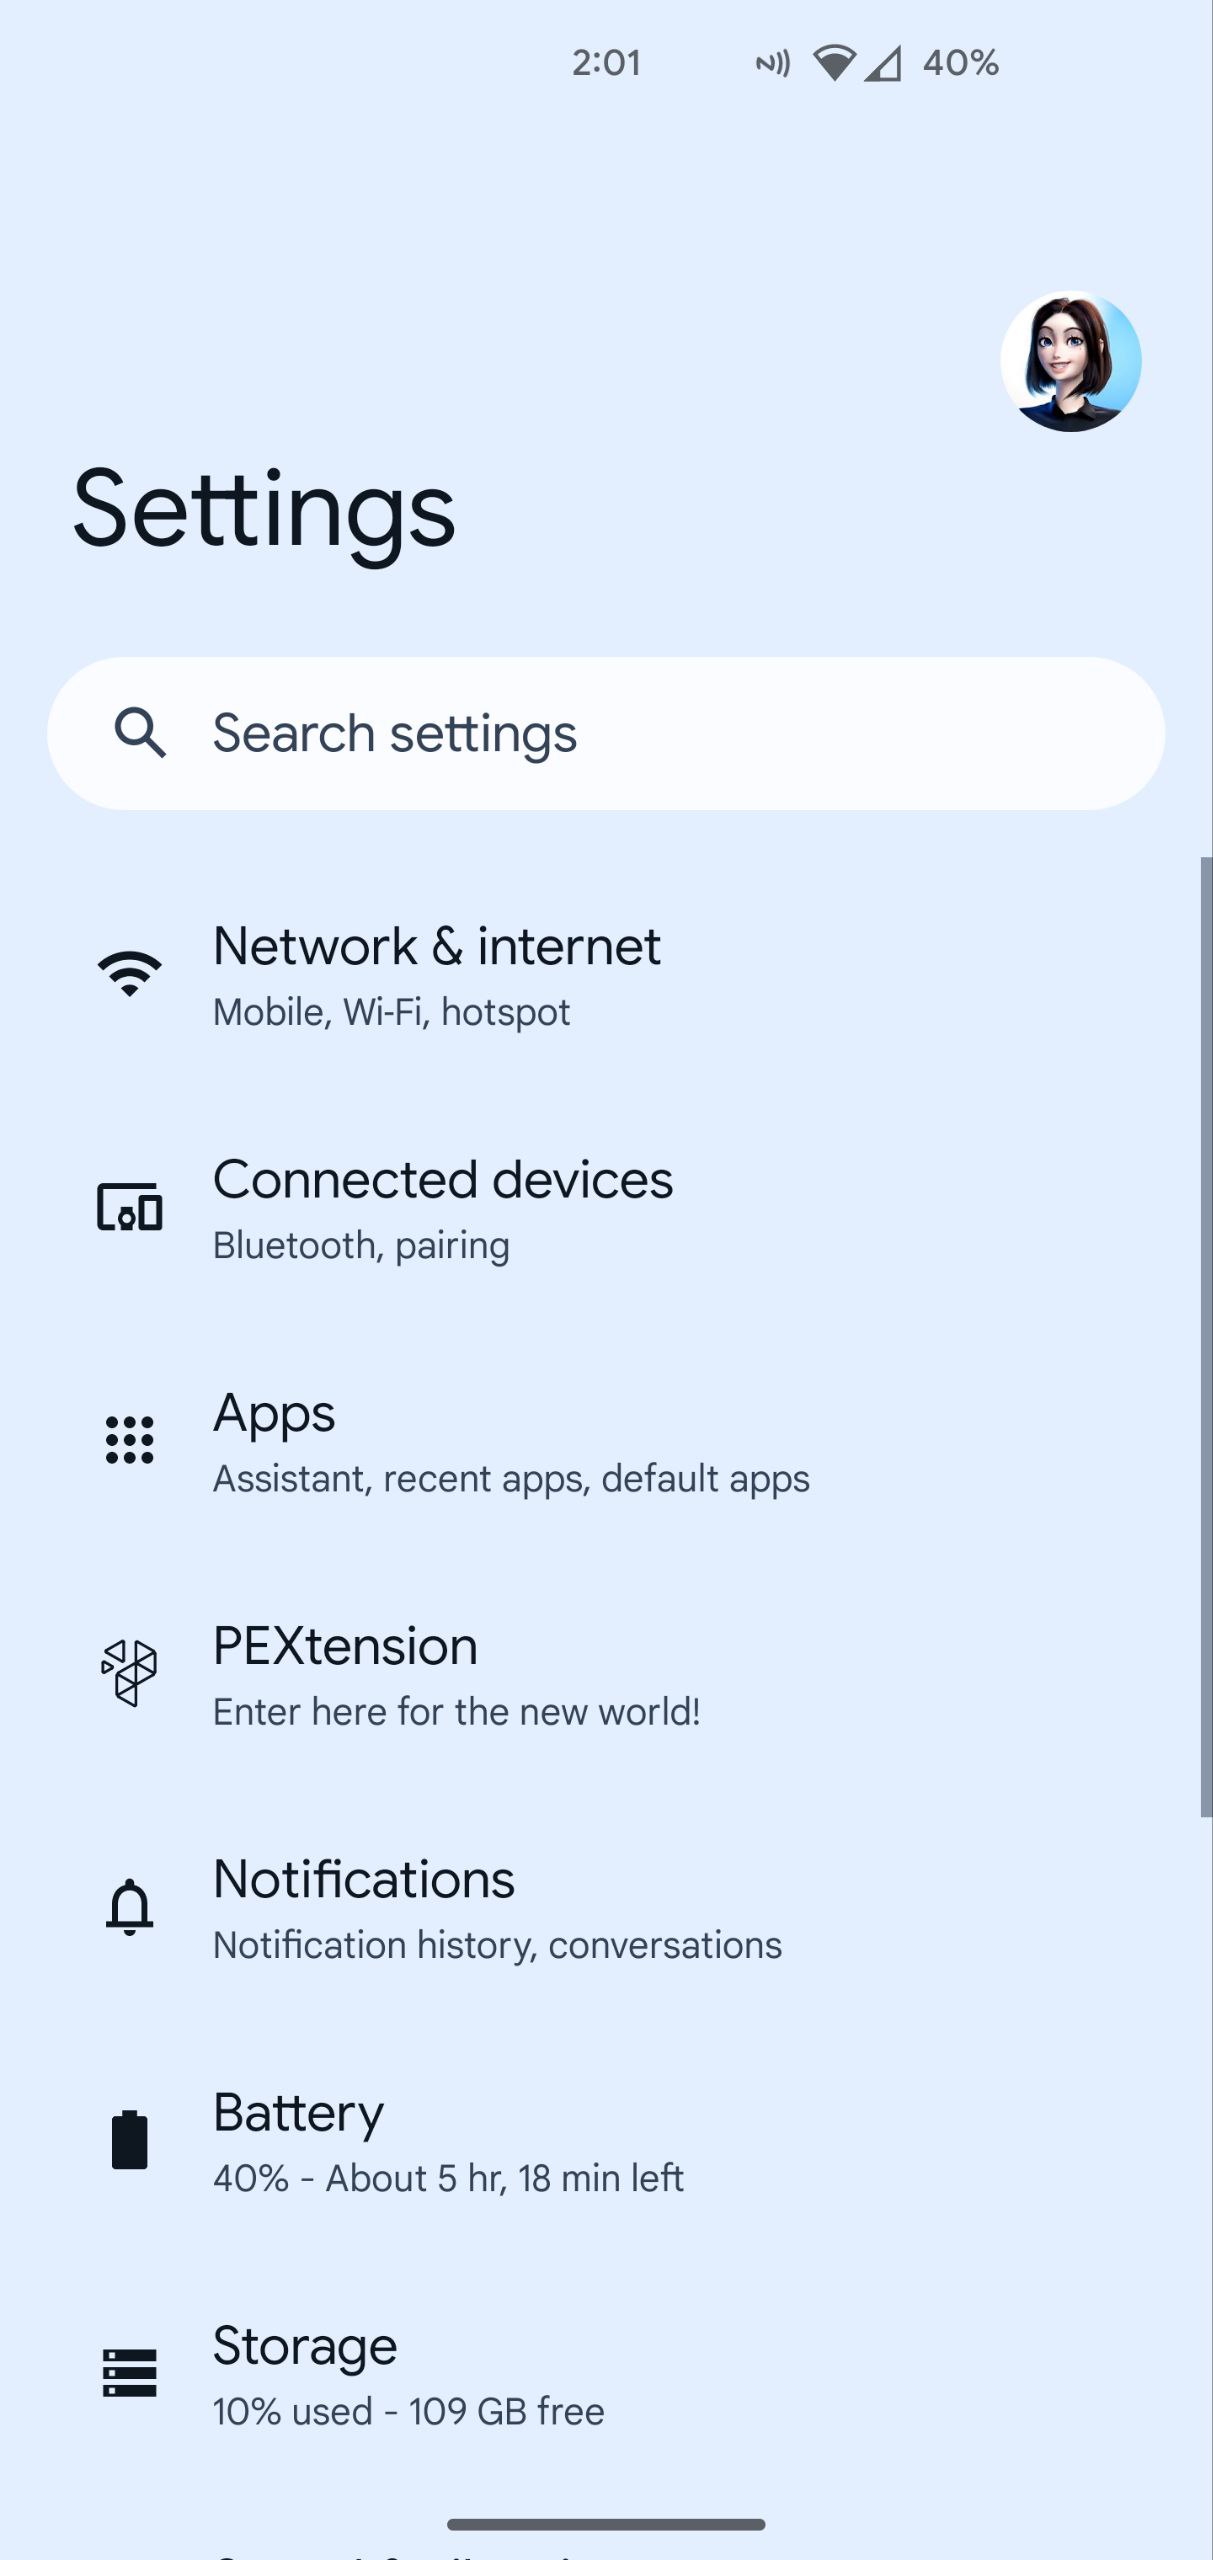 2:01 40%
Settings
Search settings
Network & internet
Mobile, Wi-Fi, hotspot
Connected devices
Bluetooth, pairing
Apps
Assistant, recent apps, default apps
PEXtension
Enter here for the new world!
Notifications
Notification history, conversations
Battery
40% - About 5 hr, 18 min left
Storage
10% used - 109 GB free